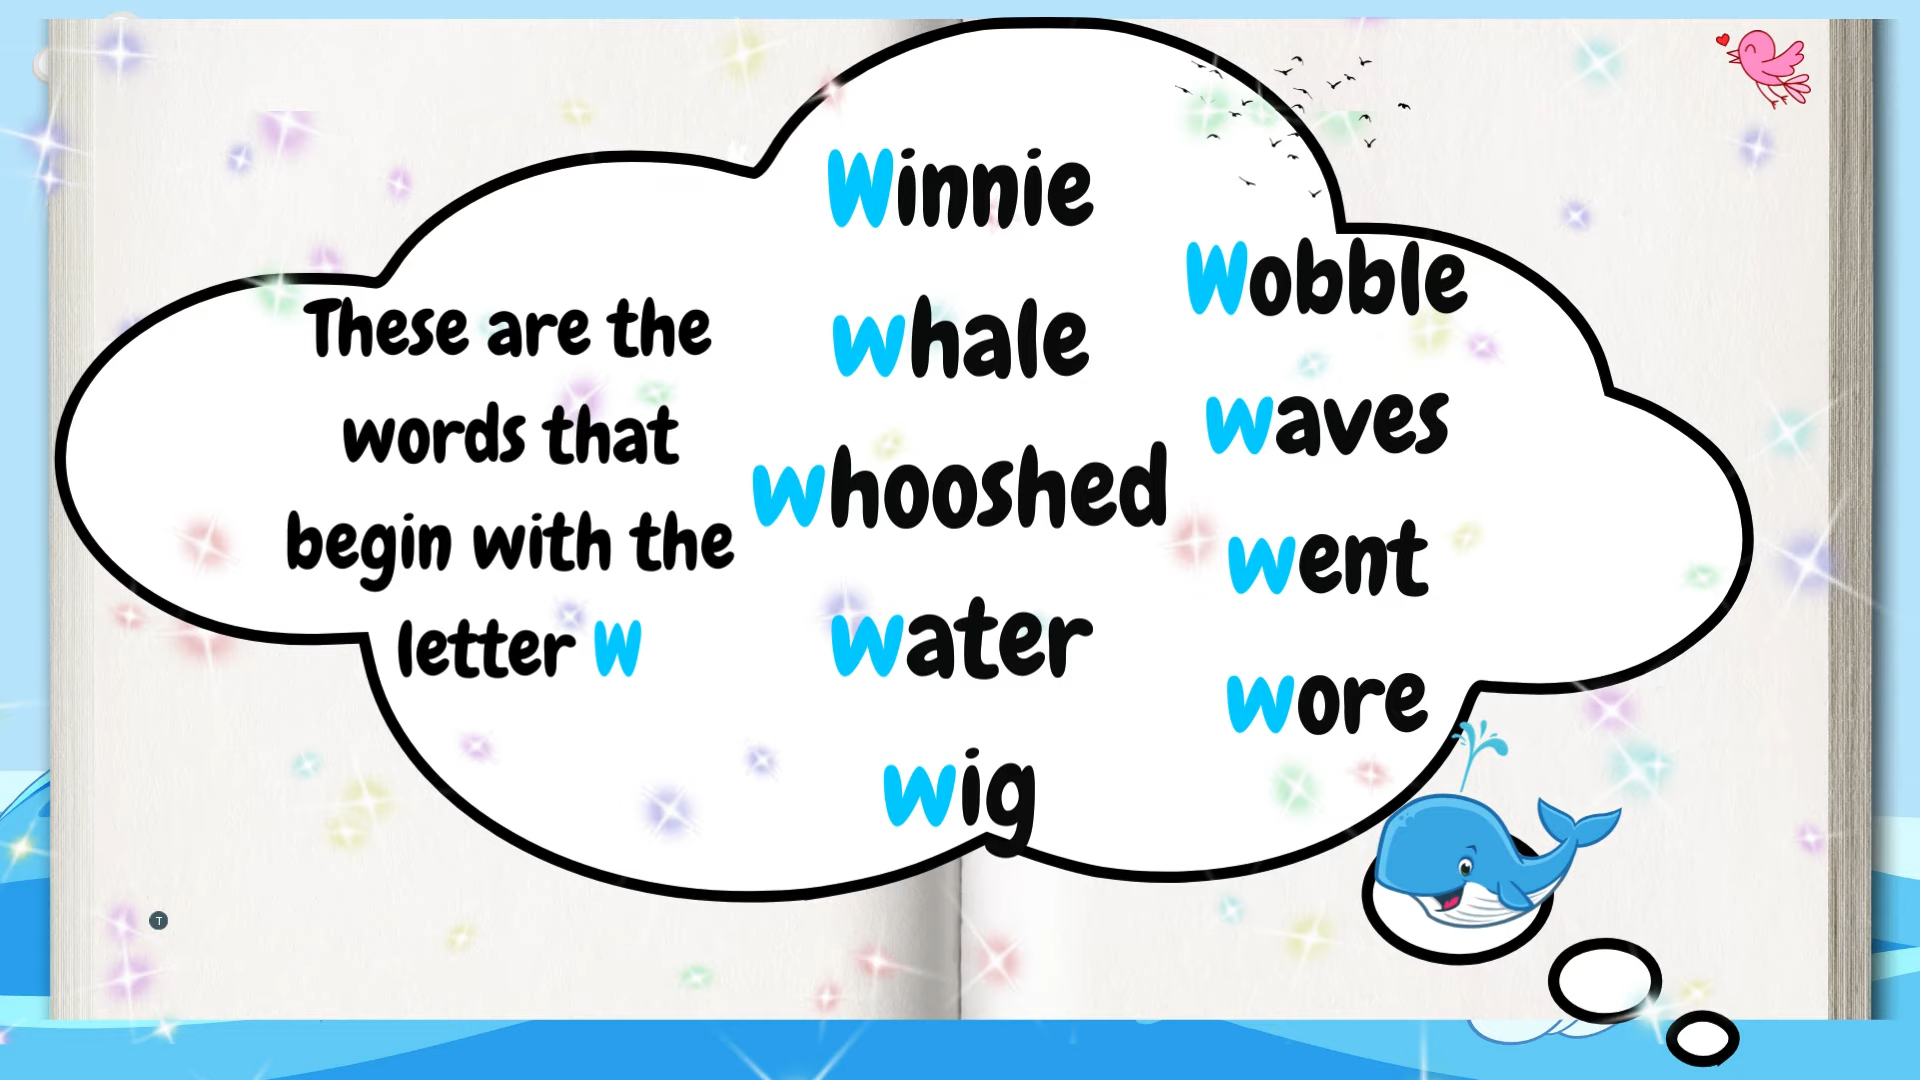 These are the
words that
begin with the
letter W
Winnie
whale
whooshed
water
wig
Wobble
waves
went
wore
T